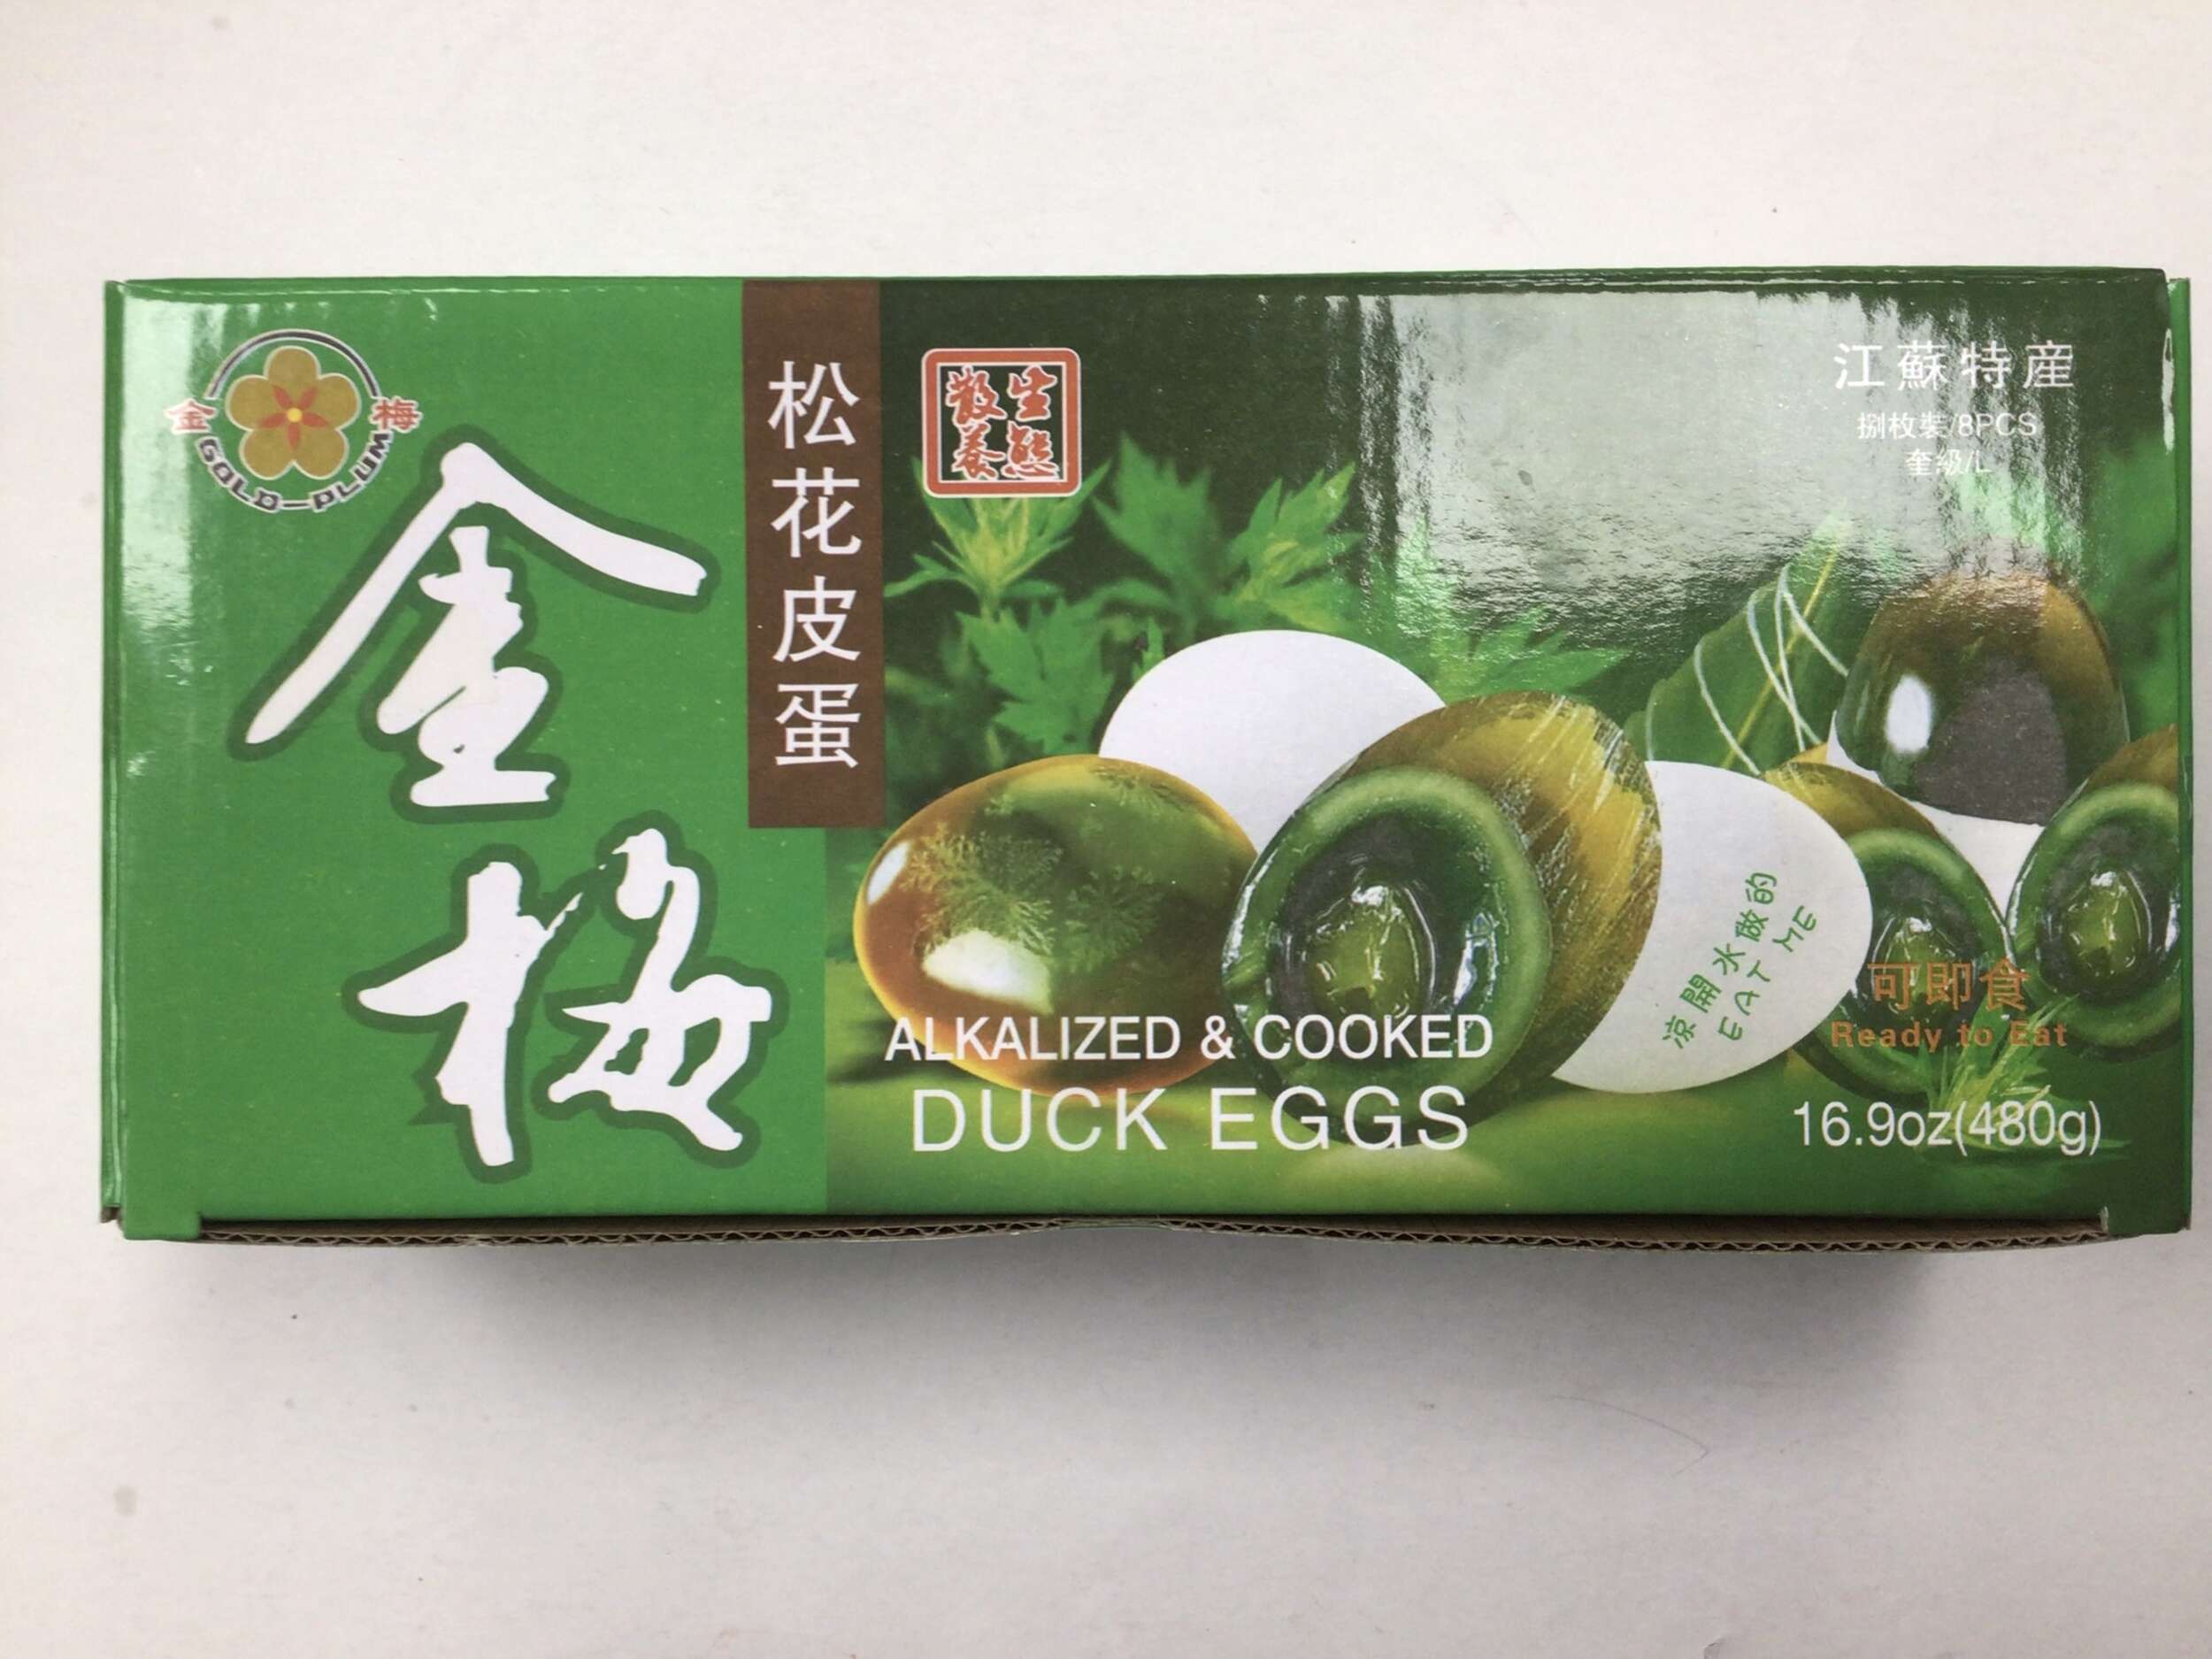 金 梅
GOLD-PLUM
金梅
松花皮蛋
生態
散養
江蘇特産
捌枚裝/8PCS
奎級/L
涼開水做的
EAT ME
可即食
Ready to Eat
ALKALIZED & COOKED
DUCK EGGS
16.9oz(480g)